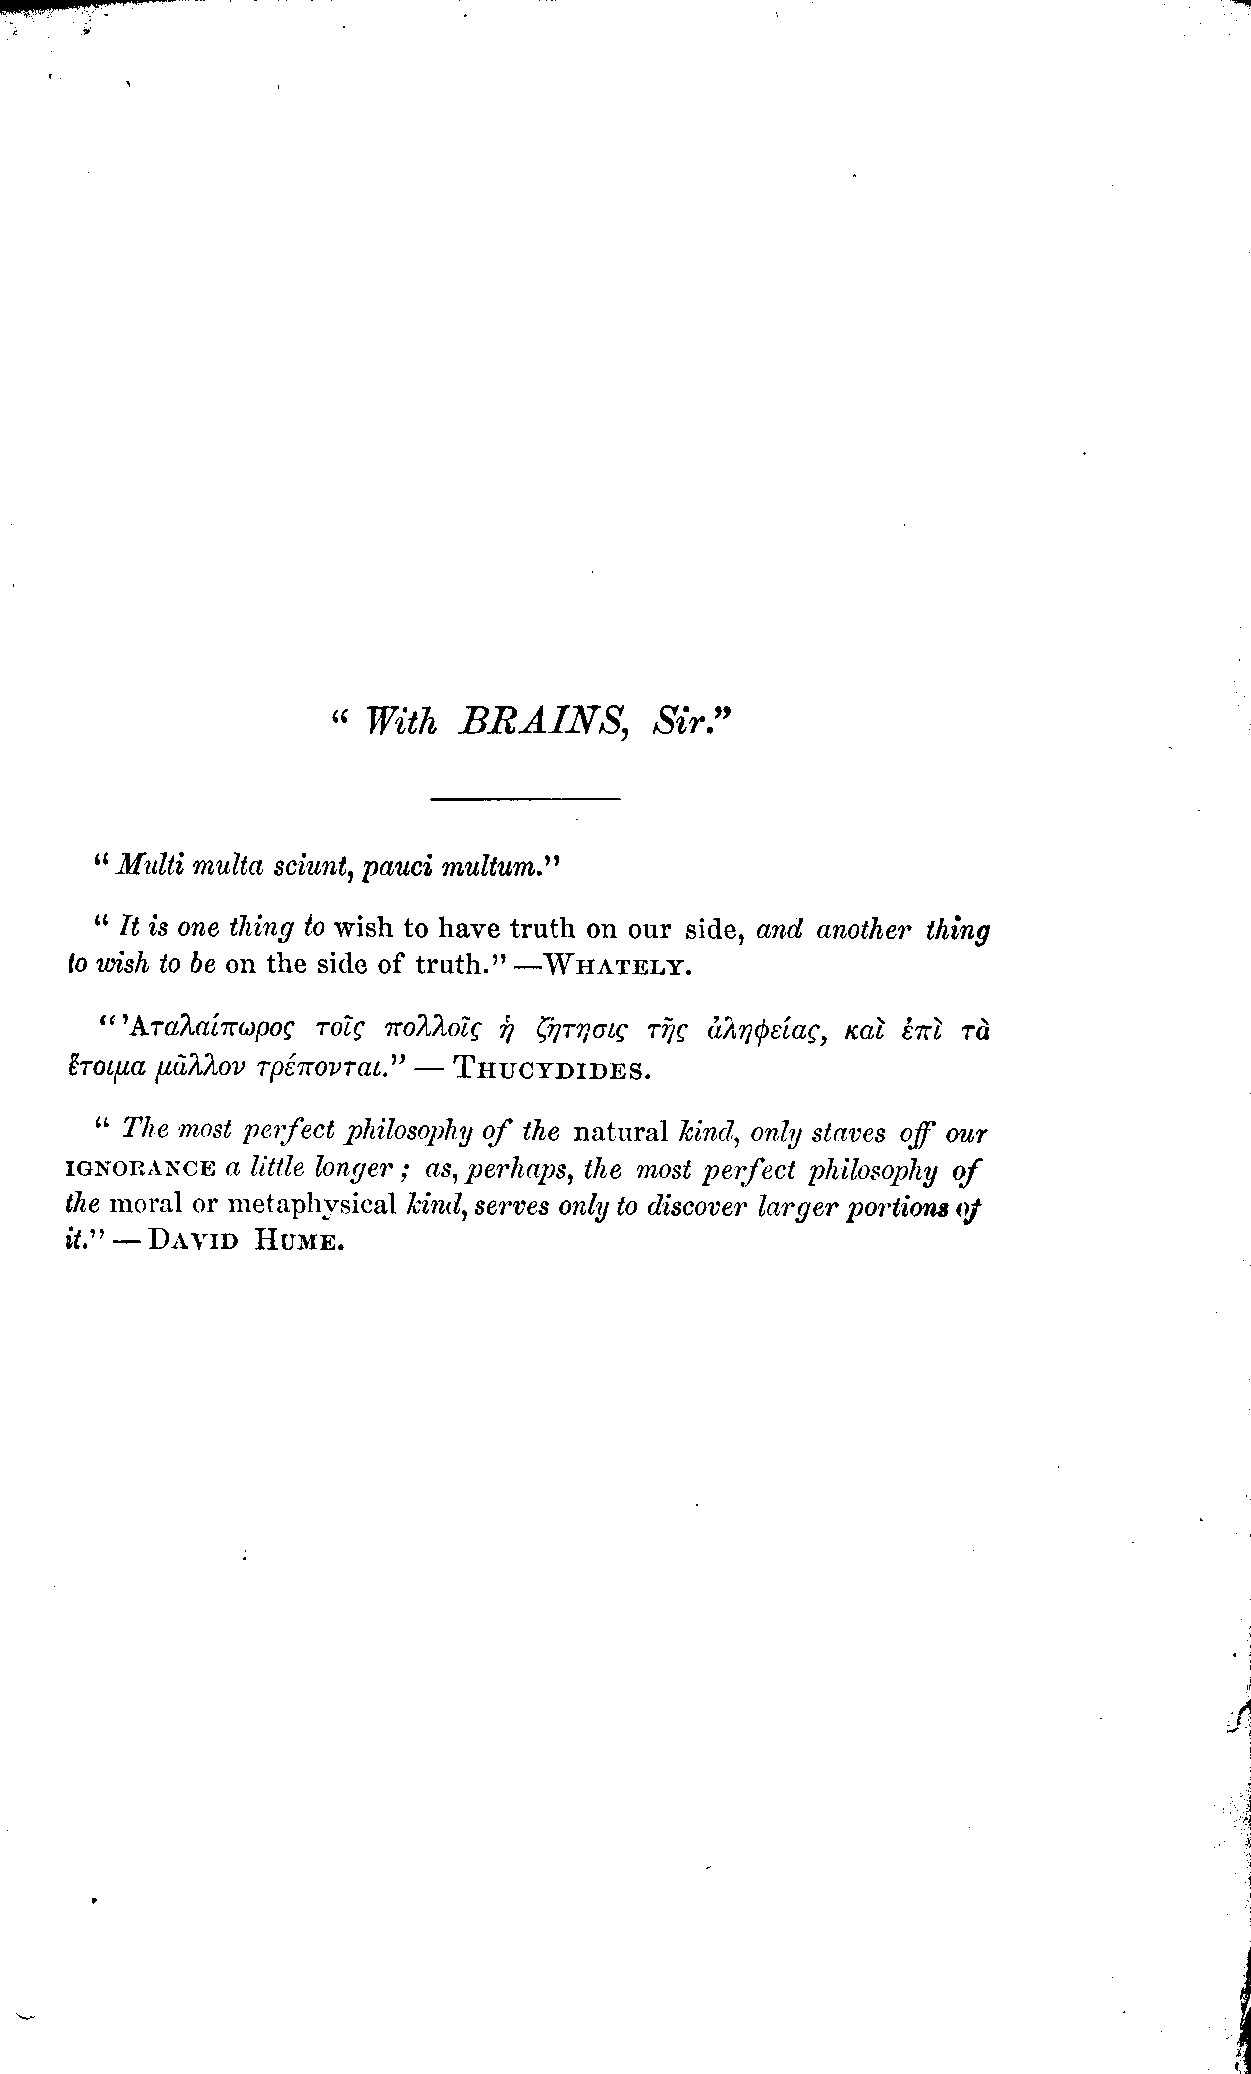 “ With BRAINS, Sir.”
“ Multi multa sciunt, pauci multum.”
“ It is one thing to wish to have truth on our side, and another thing
to wish to be on the side of truth.” —WHATELY.
“ ’Αταλαίπωρος τοῖς πολλοῖς ἡ ζήτησις τῆς ἀληφείας, καὶ ἐπὶ τὰ
ἕτοιμα μᾶλλον τρέπονται.” — THUCYDIDES.
“ The most perfect philosophy of the natural kind, only staves off our
IGNORANCE a little longer ; as, perhaps, the most perfect philosophy of
the moral or metaphysical kind, serves only to discover larger portions of
it.” — DAVID HUME.